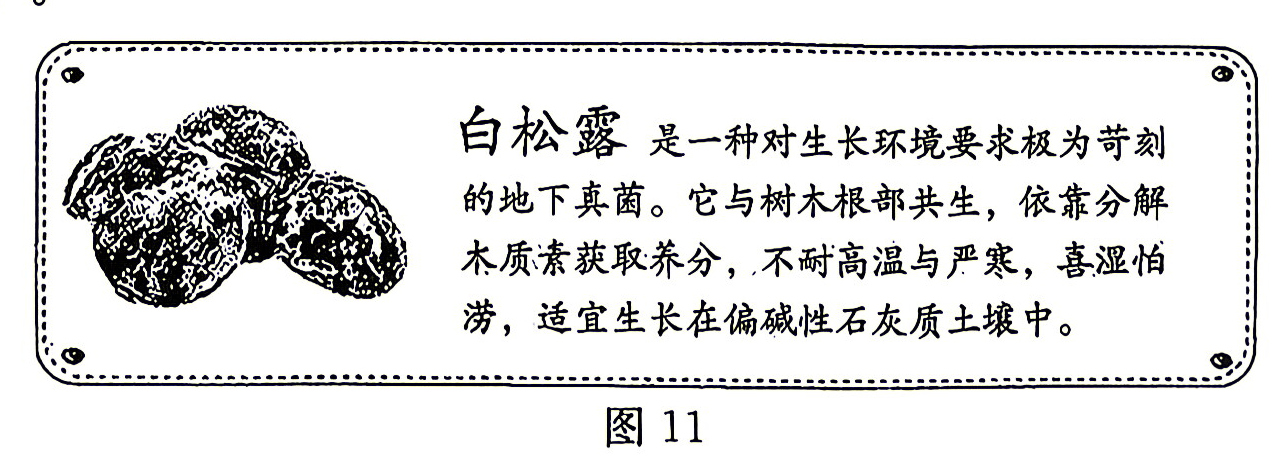 。
白松露 是一种对生长环境要求极为苛刻
的地下真菌。它与树木根部共生，依靠分解
木质素获取养分，不耐高温与严寒，喜湿怕
涝，适宜生长在偏碱性石灰质土壤中。
图 11